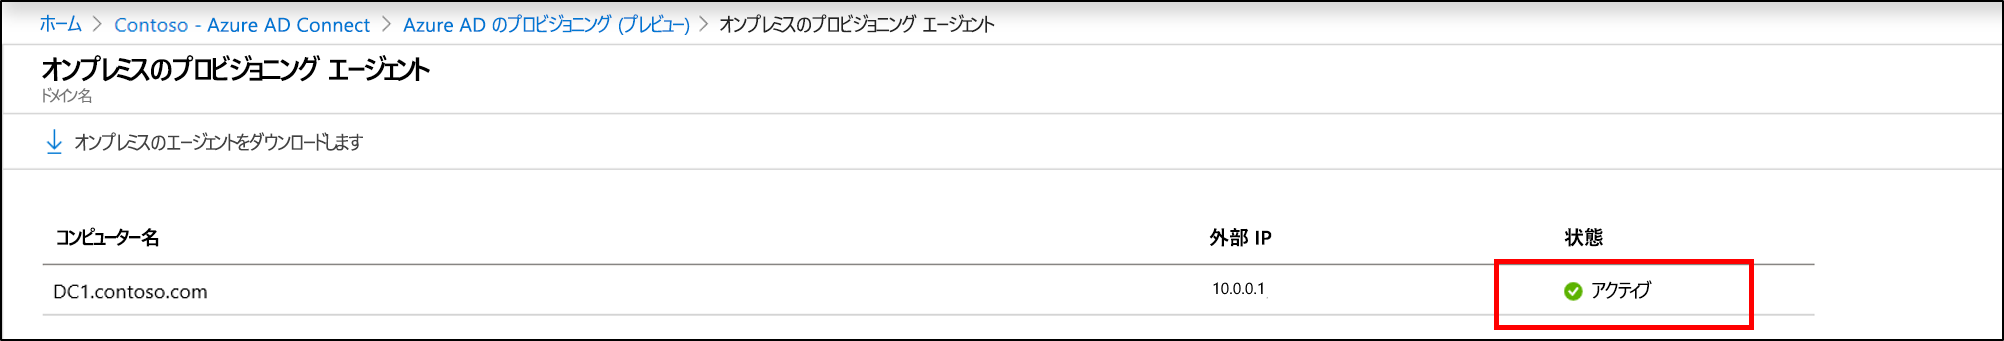 ホーム > Contoso - Azure AD Connect > Azure AD のプロビジョニング (プレビュー) > オンプレミスのプロビジョニング エージェント
オンプレミスのプロビジョニング エージェント
ドメイン名
オンプレミスのエージェントをダウンロードします
コンピューター名 外部 IP 状態
DC1.contoso.com 10.0.0.1 アクティブ